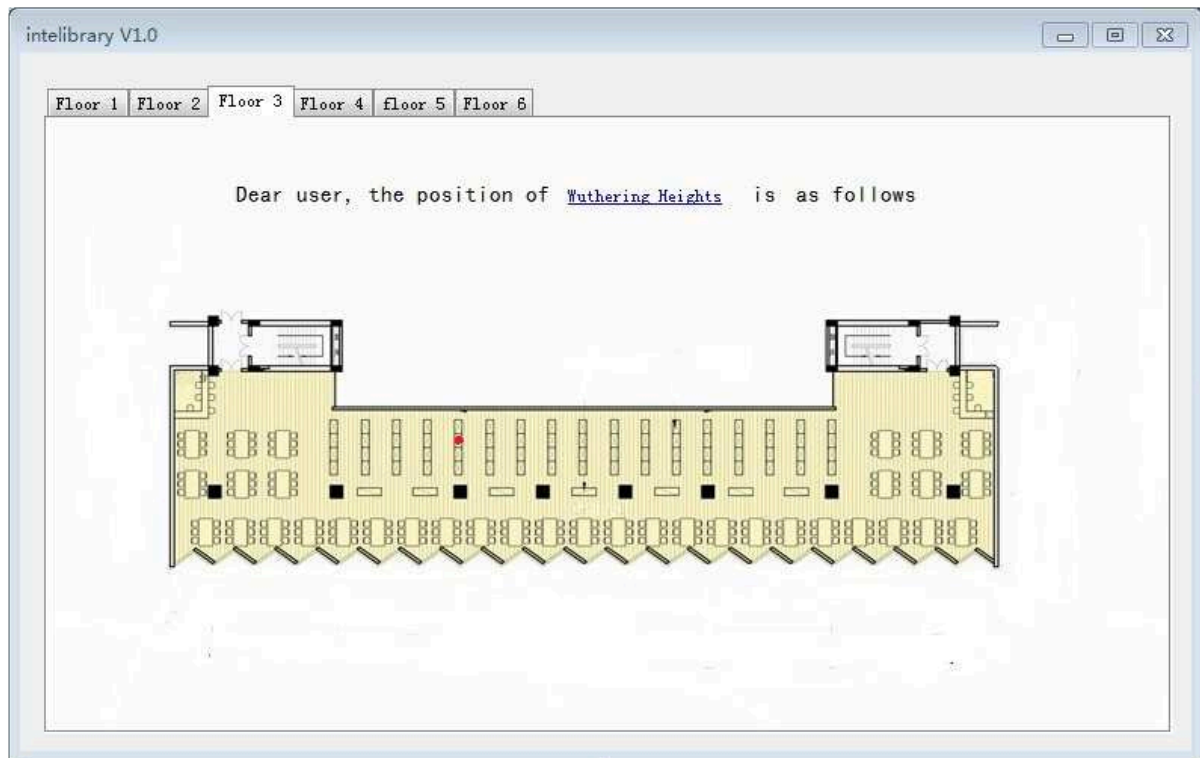 intelibrary V1.0
Floor 1 Floor 2 Floor 3 Floor 4 floor 5 Floor 6
Dear user, the position of Wuthering Heights is as follows